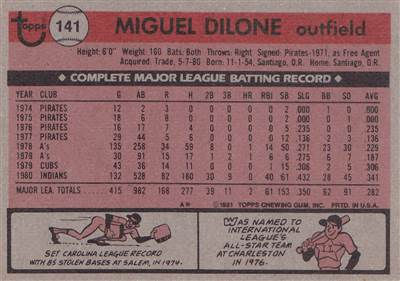 topps
141
MIGUEL DILONE outfield
Height: 6'0" Weight: 160 Bats: Both Throws: Right Signed: Pirates-1971, as Free Agent
Acquired: Trade, 5-7-80 Born: 11-1-54, Santiago, D.R. Home: Santiago, D.R.
COMPLETE MAJOR LEAGUE BATTING RECORD
YEAR CLUB G AB R H 2B 3B HR RBI SB SLG BB SO AVG
1974 PIRATES 12 2 3 0 0 0 0 0 2 .000 1 0 .000
1975 PIRATES 18 6 8 0 0 0 0 0 2 .000 0 1 .000
1976 PIRATES 16 17 7 4 0 0 0 0 5 .235 0 0 .235
1977 PIRATES 29 44 5 6 0 0 0 0 12 .136 2 3 .136
1978 A's 135 258 34 59 8 0 1 14 50 .271 23 30 .229
1979 A's 30 91 15 17 1 2 1 6 6 .275 6 7 .187
1979 CUBS 43 36 14 11 0 0 0 1 15 .306 2 5 .306
1980 INDIANS 132 528 82 180 30 9 0 40 61 .432 28 45 .341
MAJOR LEA. TOTALS 415 982 168 277 39 11 2 61 153 .350 62 91 .282
©1981 TOPPS CHEWING GUM, INC. PRTD. IN U.S.A.
SET CAROLINA LEAGUE RECORD
WITH 85 STOLEN BASES AT SALEM, IN 1974.
WAS NAMED TO
INTERNATIONAL
LEAGUE'S
ALL-STAR TEAM
AT CHARLESTON
IN 1976.